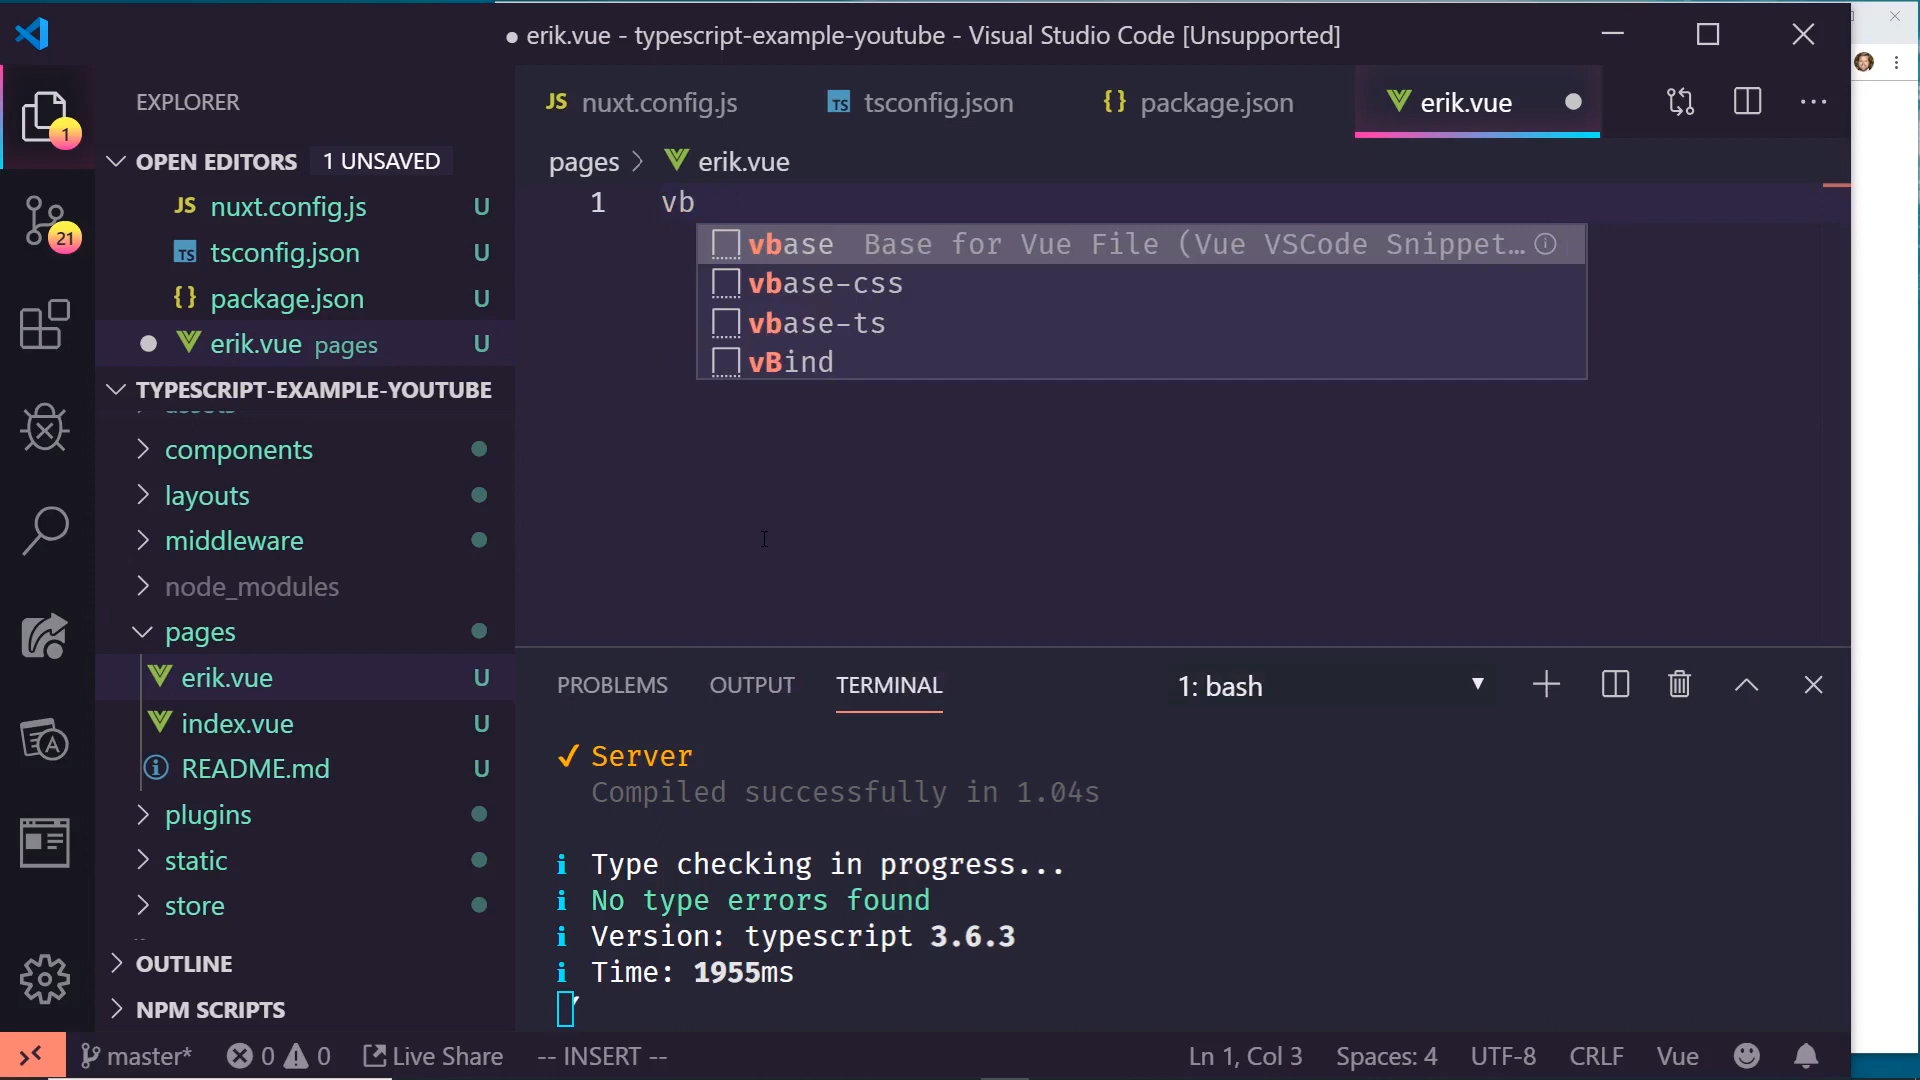 ● erik.vue - typescript-example-youtube - Visual Studio Code [Unsupported]
EXPLORER
1
OPEN EDITORS 1 UNSAVED
JS nuxt.config.js U
TS tsconfig.json U
{} package.json U
erik.vue pages U
21
TYPESCRIPT-EXAMPLE-YOUTUBE
components
layouts
middleware
node_modules
pages
erik.vue U
index.vue U
README.md U
plugins
static
store
OUTLINE
NPM SCRIPTS
JS nuxt.config.js
TS tsconfig.json
{} package.json
erik.vue
pages > erik.vue
1 vb
vbase Base for Vue File (Vue VSCode Snippet…
vbase-css
vbase-ts
vBind
PROBLEMS OUTPUT TERMINAL 1: bash
✓ Server
Compiled successfully in 1.04s
i Type checking in progress...
i No type errors found
i Version: typescript 3.6.3
i Time: 1955ms
master* 0 0 Live Share -- INSERT -- Ln 1, Col 3 Spaces: 4 UTF-8 CRLF Vue